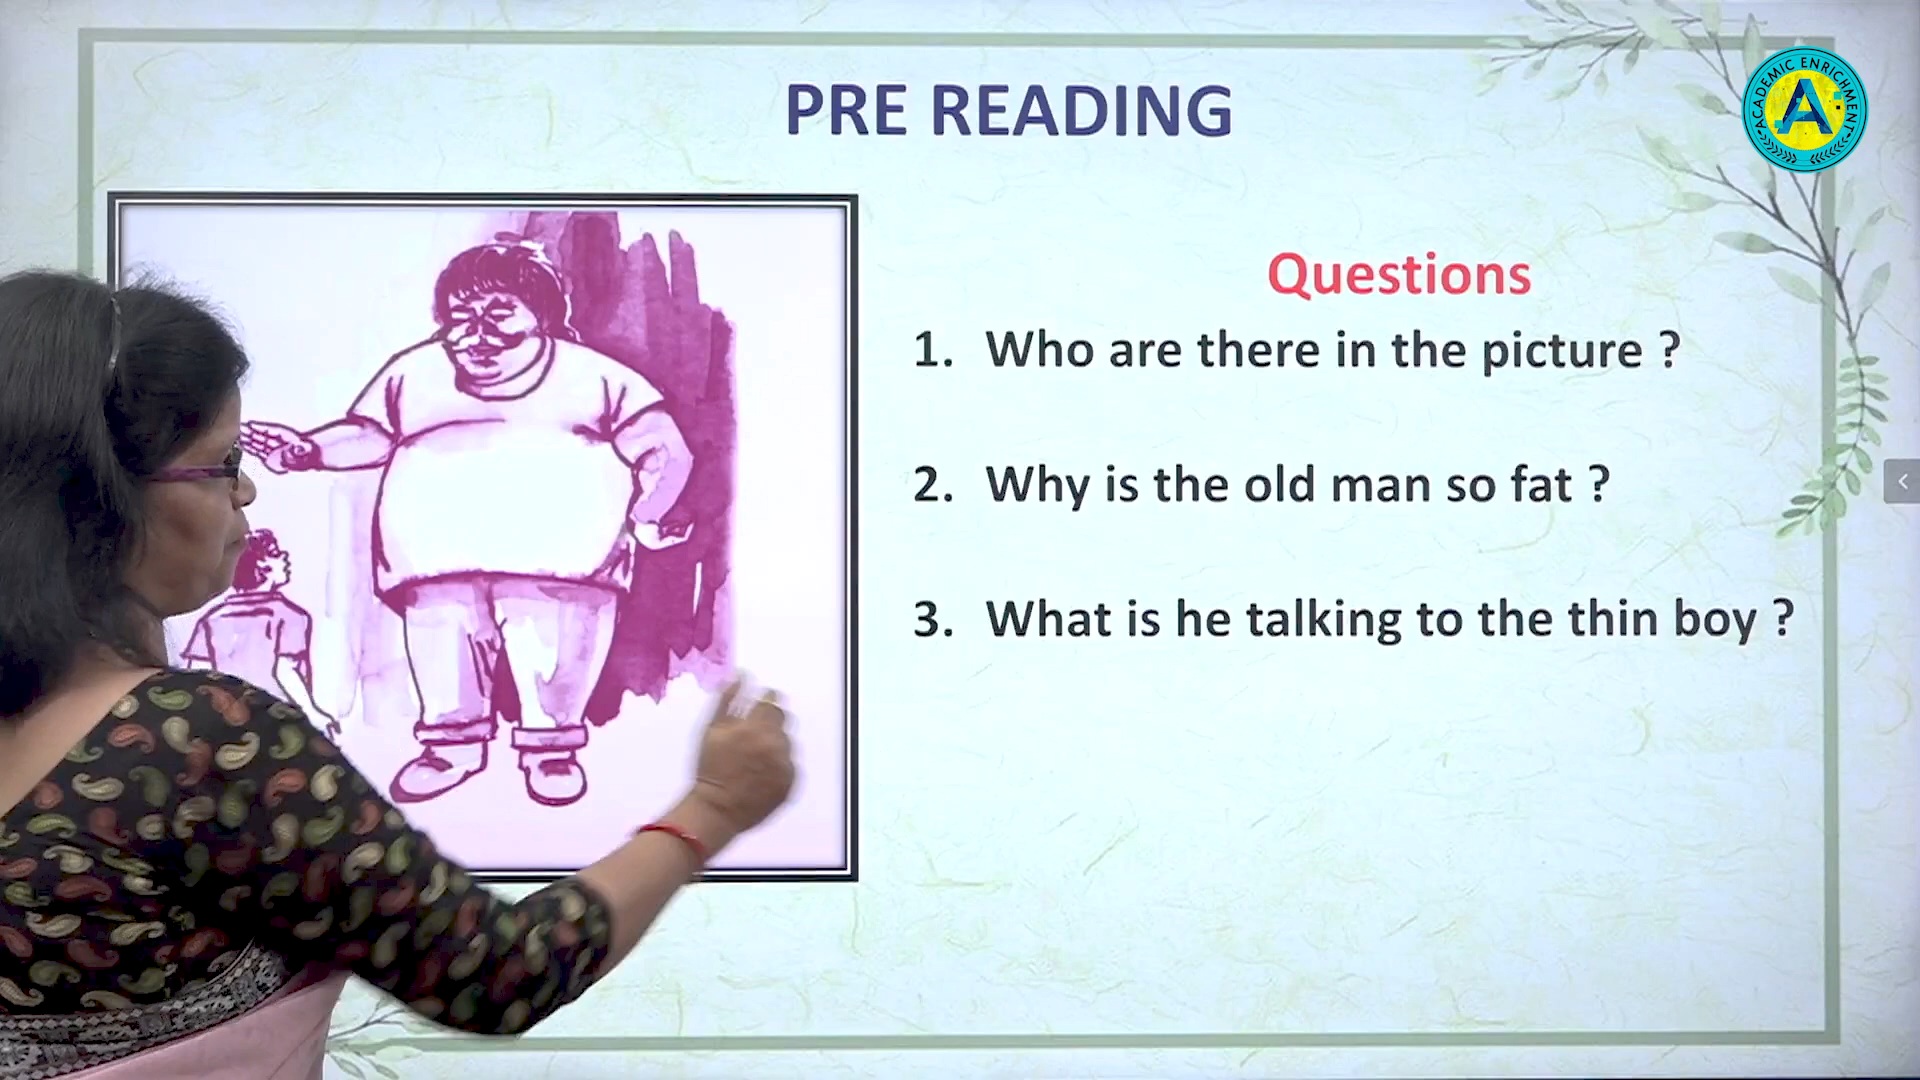 PRE READING
ACADEMIC ENRICHMENT
A
Questions
1. Who are there in the picture ?
2. Why is the old man so fat ?
3. What is he talking to the thin boy ?